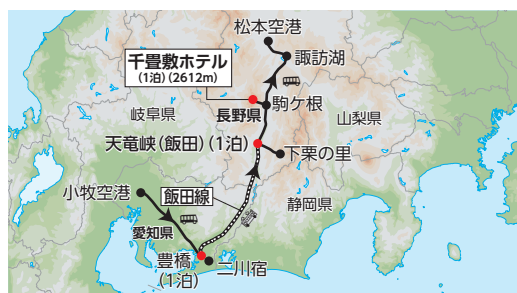 松本空港
諏訪湖
千畳敷ホテル
(1泊)(2612m)
駒ケ根
長野県
岐阜県
山梨県
天竜峡(飯田)(1泊)
下栗の里
小牧空港
飯田線
静岡県
愛知県
豊橋
(1泊)
二川宿